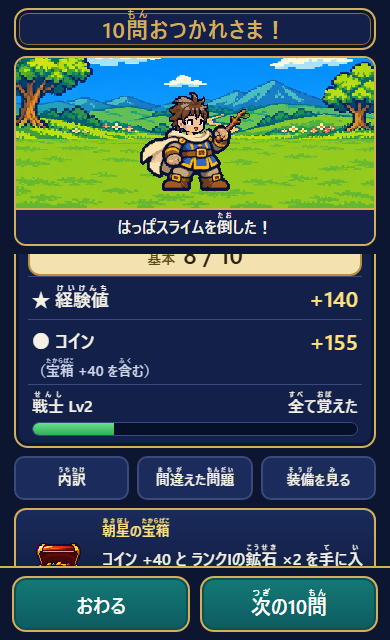 10問おつかれさま！
はっぱスライムを倒した！
基本 8 / 10
★ 経験値 +140
● コイン +155
（宝箱 +40 を含む）
戦士 Lv2 全て覚えた
内訳 間違えた問題 装備を見る
朝星の宝箱
コイン +40 と ランクIの鉱石 ×2 を手に入
おわる 次の10問